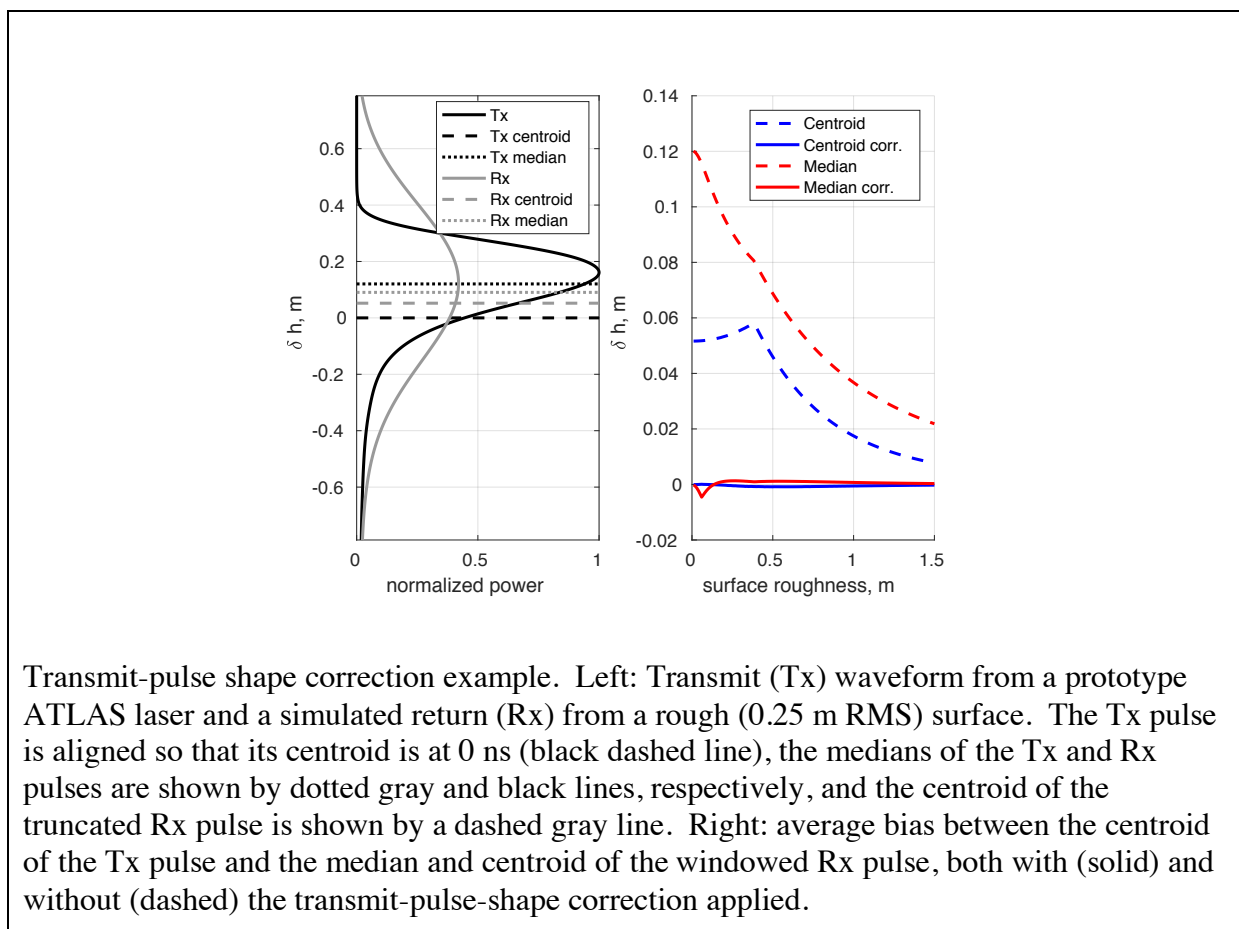 Tx
Tx centroid
Tx median
Rx
Rx centroid
Rx median
0.6
0.4
0.2
0
-0.2
-0.4
-0.6
δ h, m
0
0.5
1
normalized power
Centroid
Centroid corr.
Median
Median corr.
0.14
0.12
0.1
0.08
0.06
0.04
0.02
0
-0.02
δ h, m
0
0.5
1
1.5
surface roughness, m
Transmit-pulse shape correction example. Left: Transmit (Tx) waveform from a prototype
ATLAS laser and a simulated return (Rx) from a rough (0.25 m RMS) surface. The Tx pulse
is aligned so that its centroid is at 0 ns (black dashed line), the medians of the Tx and Rx
pulses are shown by dotted gray and black lines, respectively, and the centroid of the
truncated Rx pulse is shown by a dashed gray line. Right: average bias between the centroid
of the Tx pulse and the median and centroid of the windowed Rx pulse, both with (solid) and
without (dashed) the transmit-pulse-shape correction applied.